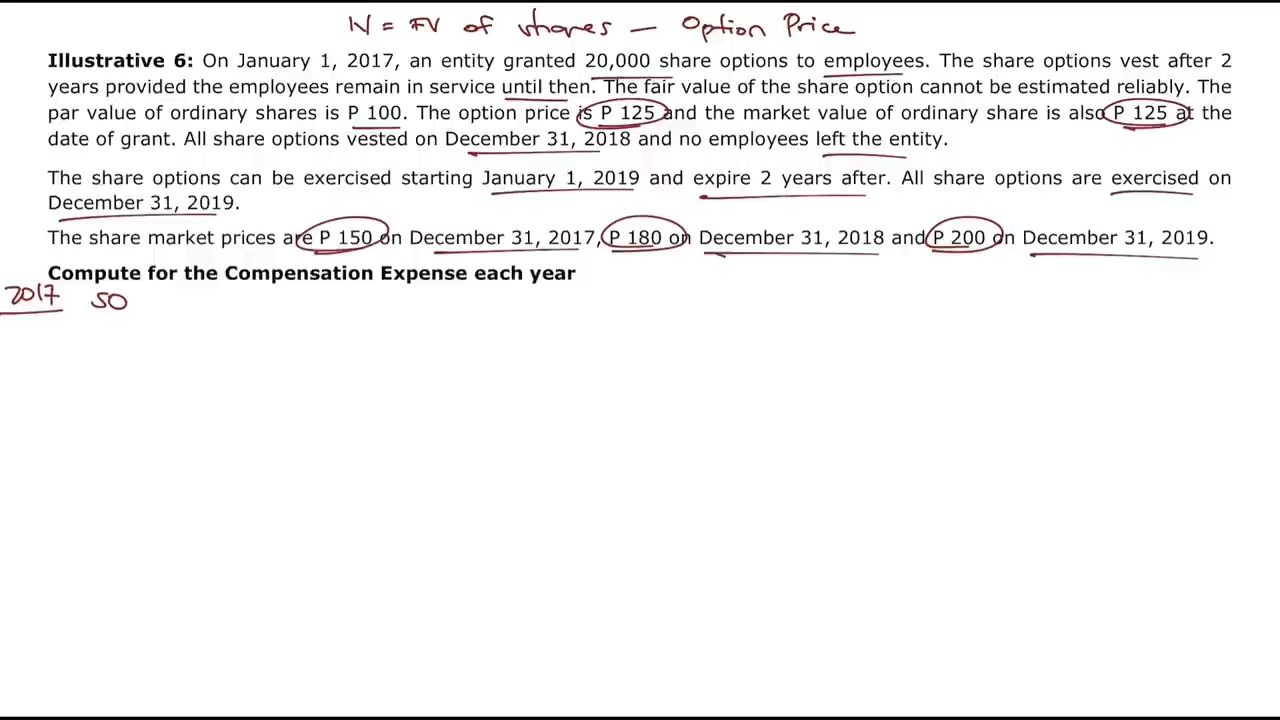 IV = FV of shares – Option Price
Illustrative 6: On January 1, 2017, an entity granted 20,000 share options to employees. The share options vest after 2
years provided the employees remain in service until then. The fair value of the share option cannot be estimated reliably. The
par value of ordinary shares is P 100. The option price is P 125 and the market value of ordinary share is also P 125 at the
date of grant. All share options vested on December 31, 2018 and no employees left the entity.
The share options can be exercised starting January 1, 2019 and expire 2 years after. All share options are exercised on
December 31, 2019.
The share market prices are P 150 on December 31, 2017, P 180 on December 31, 2018 and P 200 on December 31, 2019.
Compute for the Compensation Expense each year
2017 SO